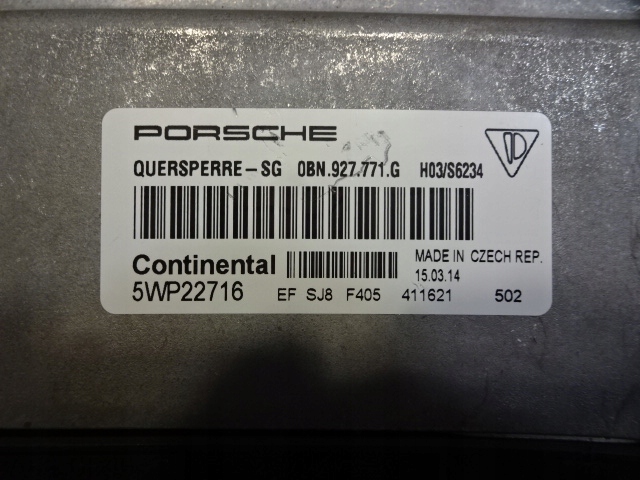 PORSCHE
QUERSPERRE-SG 0BN.927.771.G H03/S6234
Continental MADE IN CZECH REP.
15.03.14
5WP22716 EF SJ8 F405 411621 502